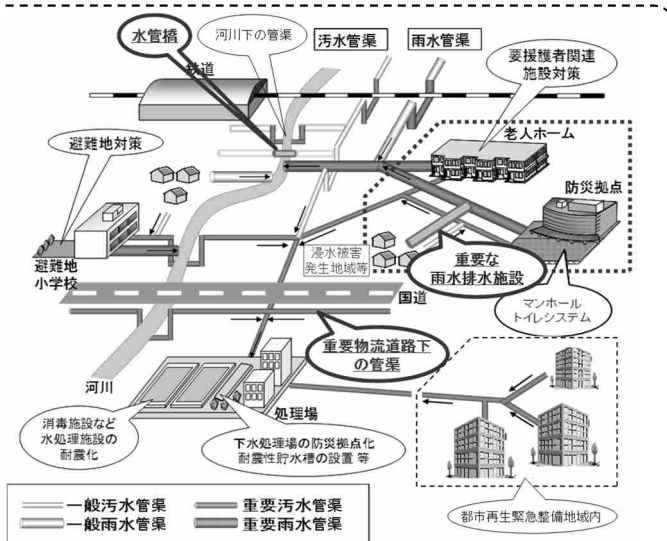 水管橋
河川下の管渠
汚水管渠
雨水管渠
要援護者関連
施設対策
鉄道
避難地対策
老人ホーム
防災拠点
避難地
小学校
浸水被害
発生地域等
重要な
雨水排水施設
国道
マンホール
トイレシステム
重要物流道路下
の管渠
河川
処理場
消毒施設など
水処理施設の
耐震化
下水処理場の防災拠点化
耐震性貯水槽の設置 等
都市再生緊急整備地域内
一般汚水管渠
重要汚水管渠
一般雨水管渠
重要雨水管渠